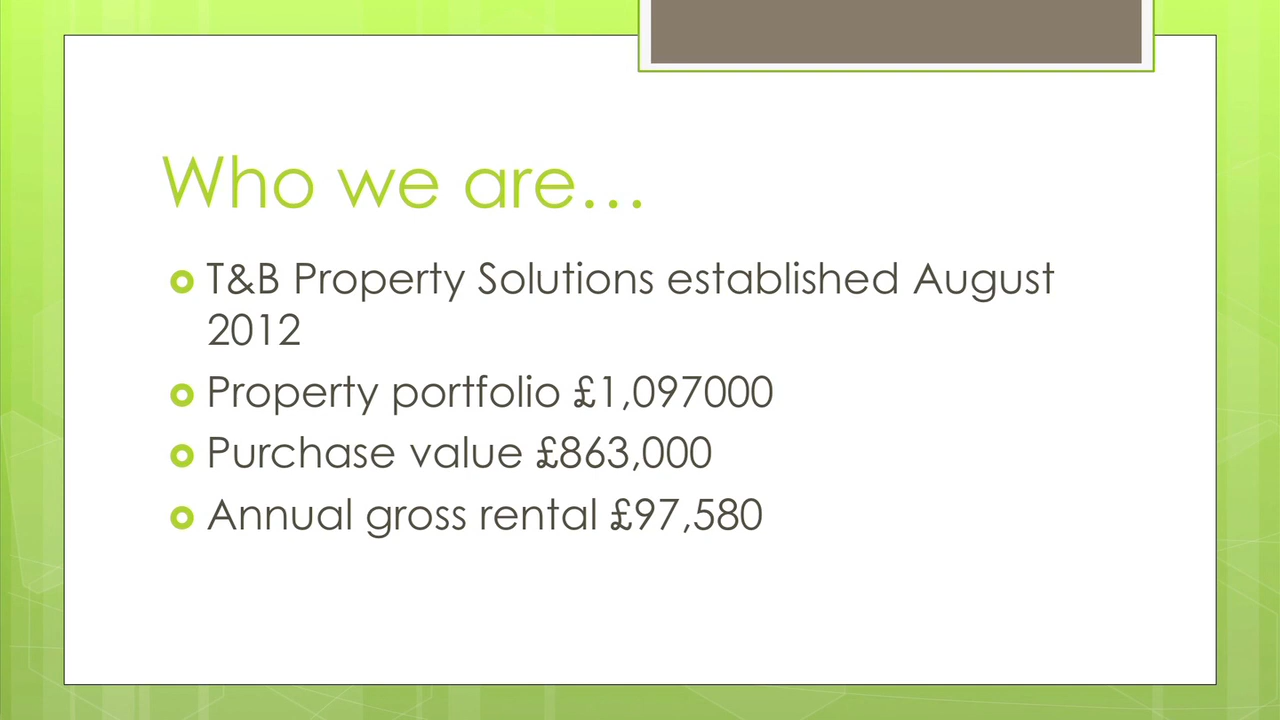 Who we are...
T&B Property Solutions established August
2012
Property portfolio £1,097000
Purchase value £863,000
Annual gross rental £97,580